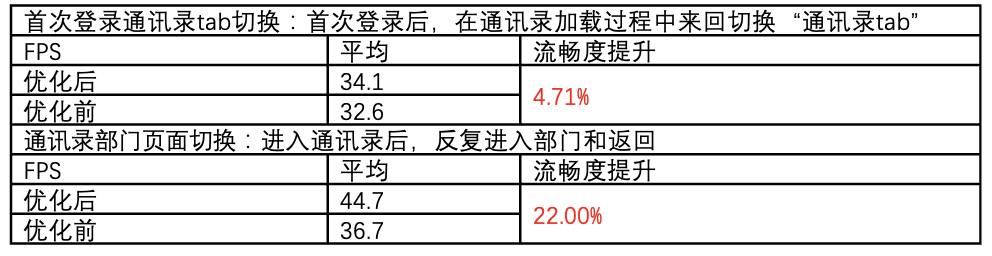 首次登录通讯录tab切换：首次登录后，在通讯录加载过程中来回切换 “通讯录tab”
FPS 平均 流畅度提升
优化后 34.1
4.71%
优化前 32.6
通讯录部门页面切换：进入通讯录后，反复进入部门和返回
FPS 平均 流畅度提升
优化后 44.7
22.00%
优化前 36.7